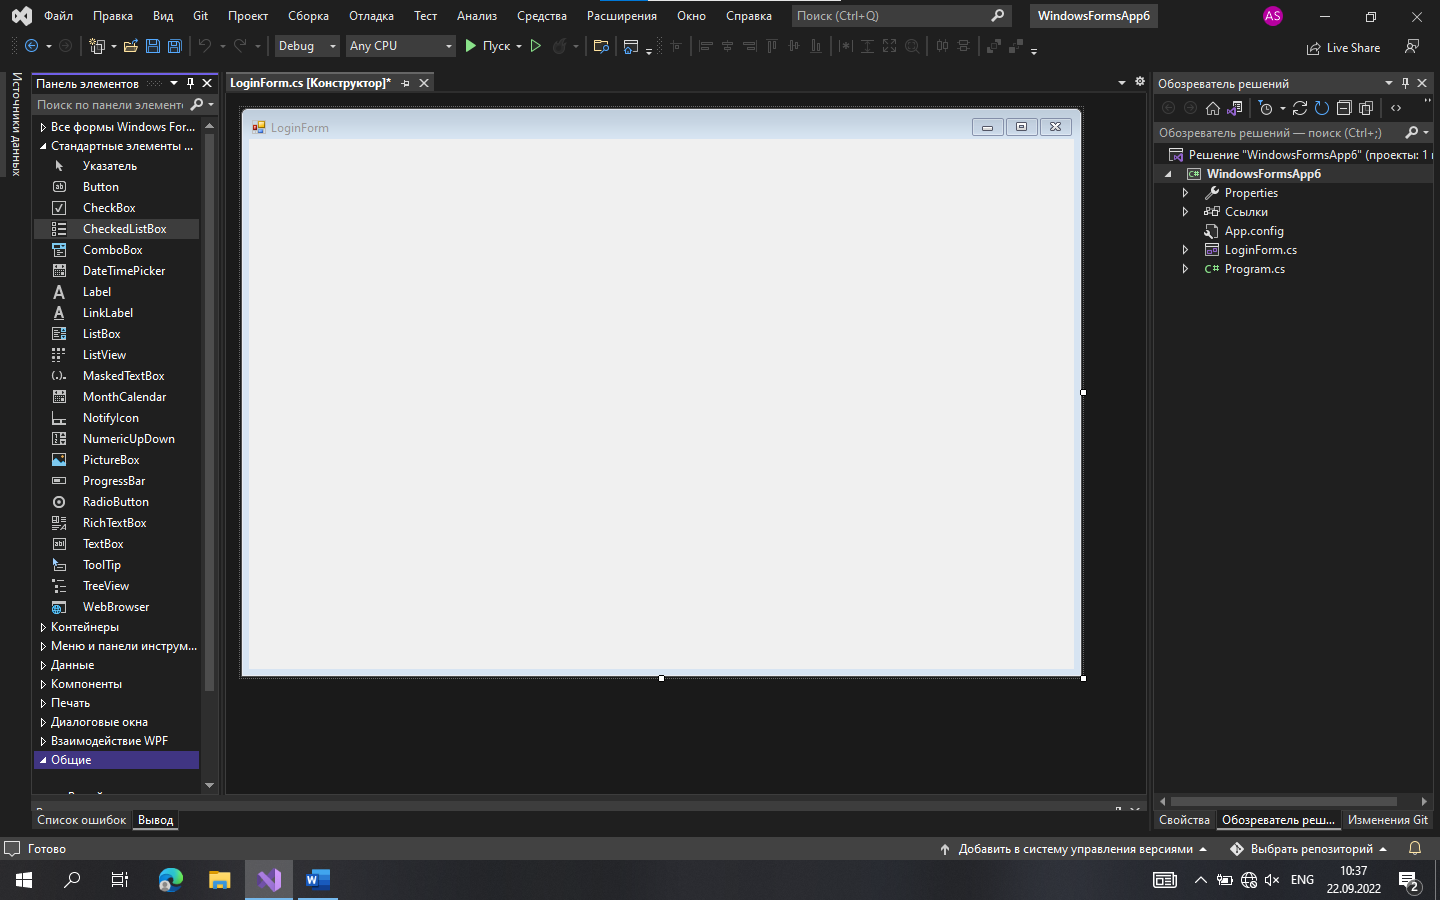 Файл Правка Вид Git Проект Сборка Отладка Тест Анализ Средства Расширения Окно Справка Поиск (Ctrl+Q) WindowsFormsApp6 AS
Debug Any CPU Пуск Live Share
Источники данных
Панель элементов
Поиск по панели элементо
Все формы Windows For...
Стандартные элементы ...
Указатель
Button
CheckBox
CheckedListBox
ComboBox
DateTimePicker
Label
LinkLabel
ListBox
ListView
MaskedTextBox
MonthCalendar
NotifyIcon
NumericUpDown
PictureBox
ProgressBar
RadioButton
RichTextBox
TextBox
ToolTip
TreeView
WebBrowser
Контейнеры
Меню и панели инструм...
Данные
Компоненты
Печать
Диалоговые окна
Взаимодействие WPF
Общие
LoginForm.cs [Конструктор]*
LoginForm
Обозреватель решений
Обозреватель решений — поиск (Ctrl+;)
Решение "WindowsFormsApp6" (проекты: 1
WindowsFormsApp6
Properties
Ссылки
App.config
LoginForm.cs
Program.cs
Список ошибок Вывод
Свойства Обозреватель реш... Изменения Git
Готово Добавить в систему управления версиями Выбрать репозиторий
ENG 10:37
22.09.2022 2